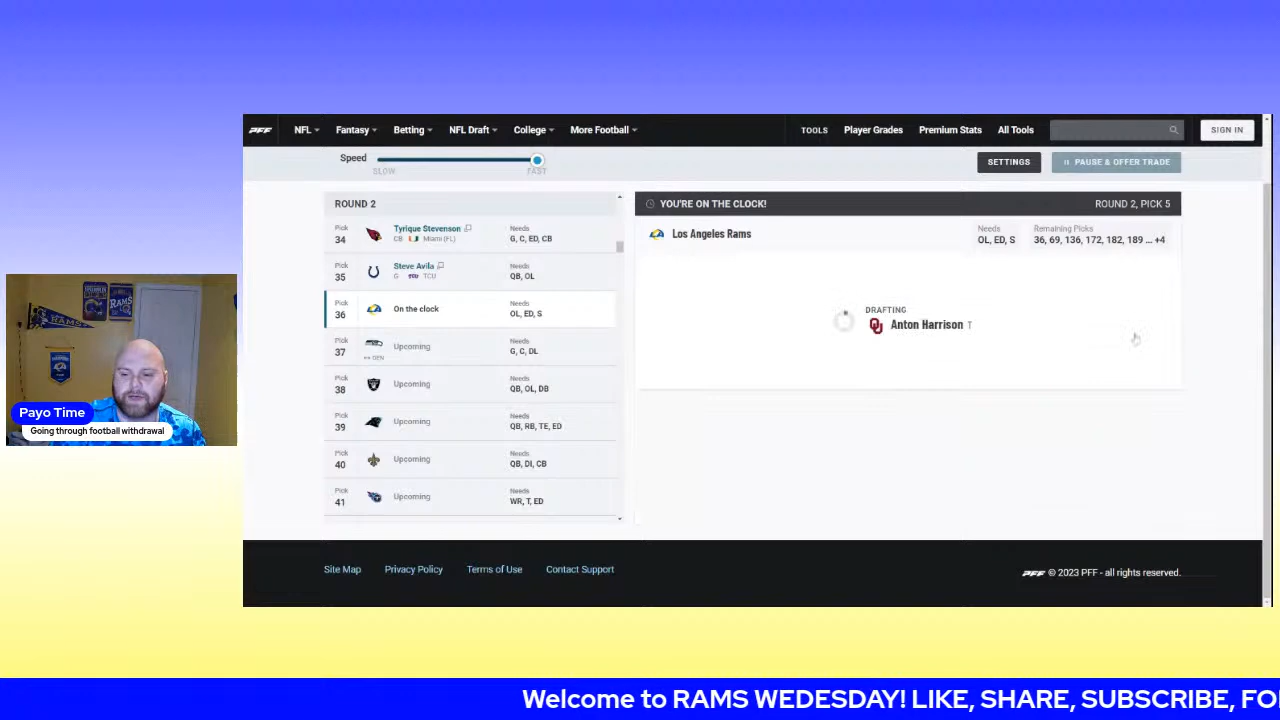 PFF NFL Fantasy Betting NFL Draft College More Football TOOLS Player Grades Premium Stats All Tools SIGN IN
Speed
SLOW FAST
SETTINGS PAUSE & OFFER TRADE
ROUND 2
Pick 34 Tyrique Stevenson Needs
CB Miami (FL) G, C, ED, CB
Pick 35 Steve Avila Needs
G TCU QB, OL
Pick 36 On the clock Needs
OL, ED, S
Pick 37 Upcoming Needs
G, C, DL
DEN
Pick 38 Upcoming Needs
QB, OL, DB
Pick 39 Upcoming Needs
QB, RB, TE, ED
Pick 40 Upcoming Needs
QB, DI, CB
Pick 41 Upcoming Needs
WR, T, ED
YOU'RE ON THE CLOCK! ROUND 2, PICK 5
Los Angeles Rams
Needs Remaining Picks
OL, ED, S 36, 69, 136, 172, 182, 189 ... +4
DRAFTING
OU Anton Harrison T
RAMS
RAMS
Payo Time
Going through football withdrawal
Site Map Privacy Policy Terms of Use Contact Support
PFF © 2023 PFF - all rights reserved.
Welcome to RAMS WEDESDAY! LIKE, SHARE, SUBSCRIBE, FO